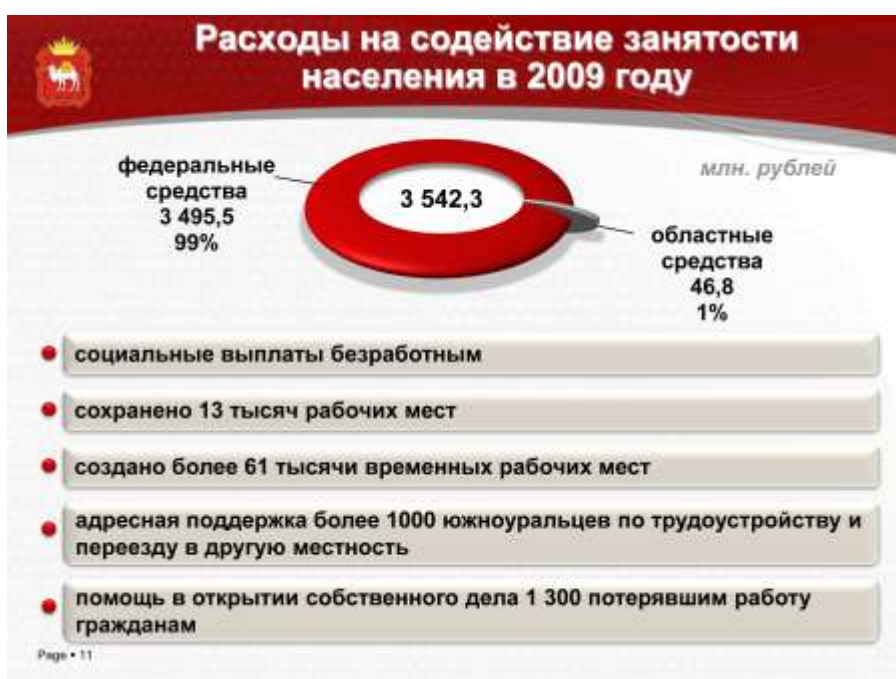 Расходы на содействие занятости
населения в 2009 году
млн. рублей
федеральные
средства
3 495,5
99%
3 542,3
областные
средства
46,8
1%
социальные выплаты безработным
сохранено 13 тысяч рабочих мест
создано более 61 тысячи временных рабочих мест
адресная поддержка более 1000 южноуральцев по трудоустройству и
переезду в другую местность
помощь в открытии собственного дела 1 300 потерявшим работу
гражданам
Page ▪ 11